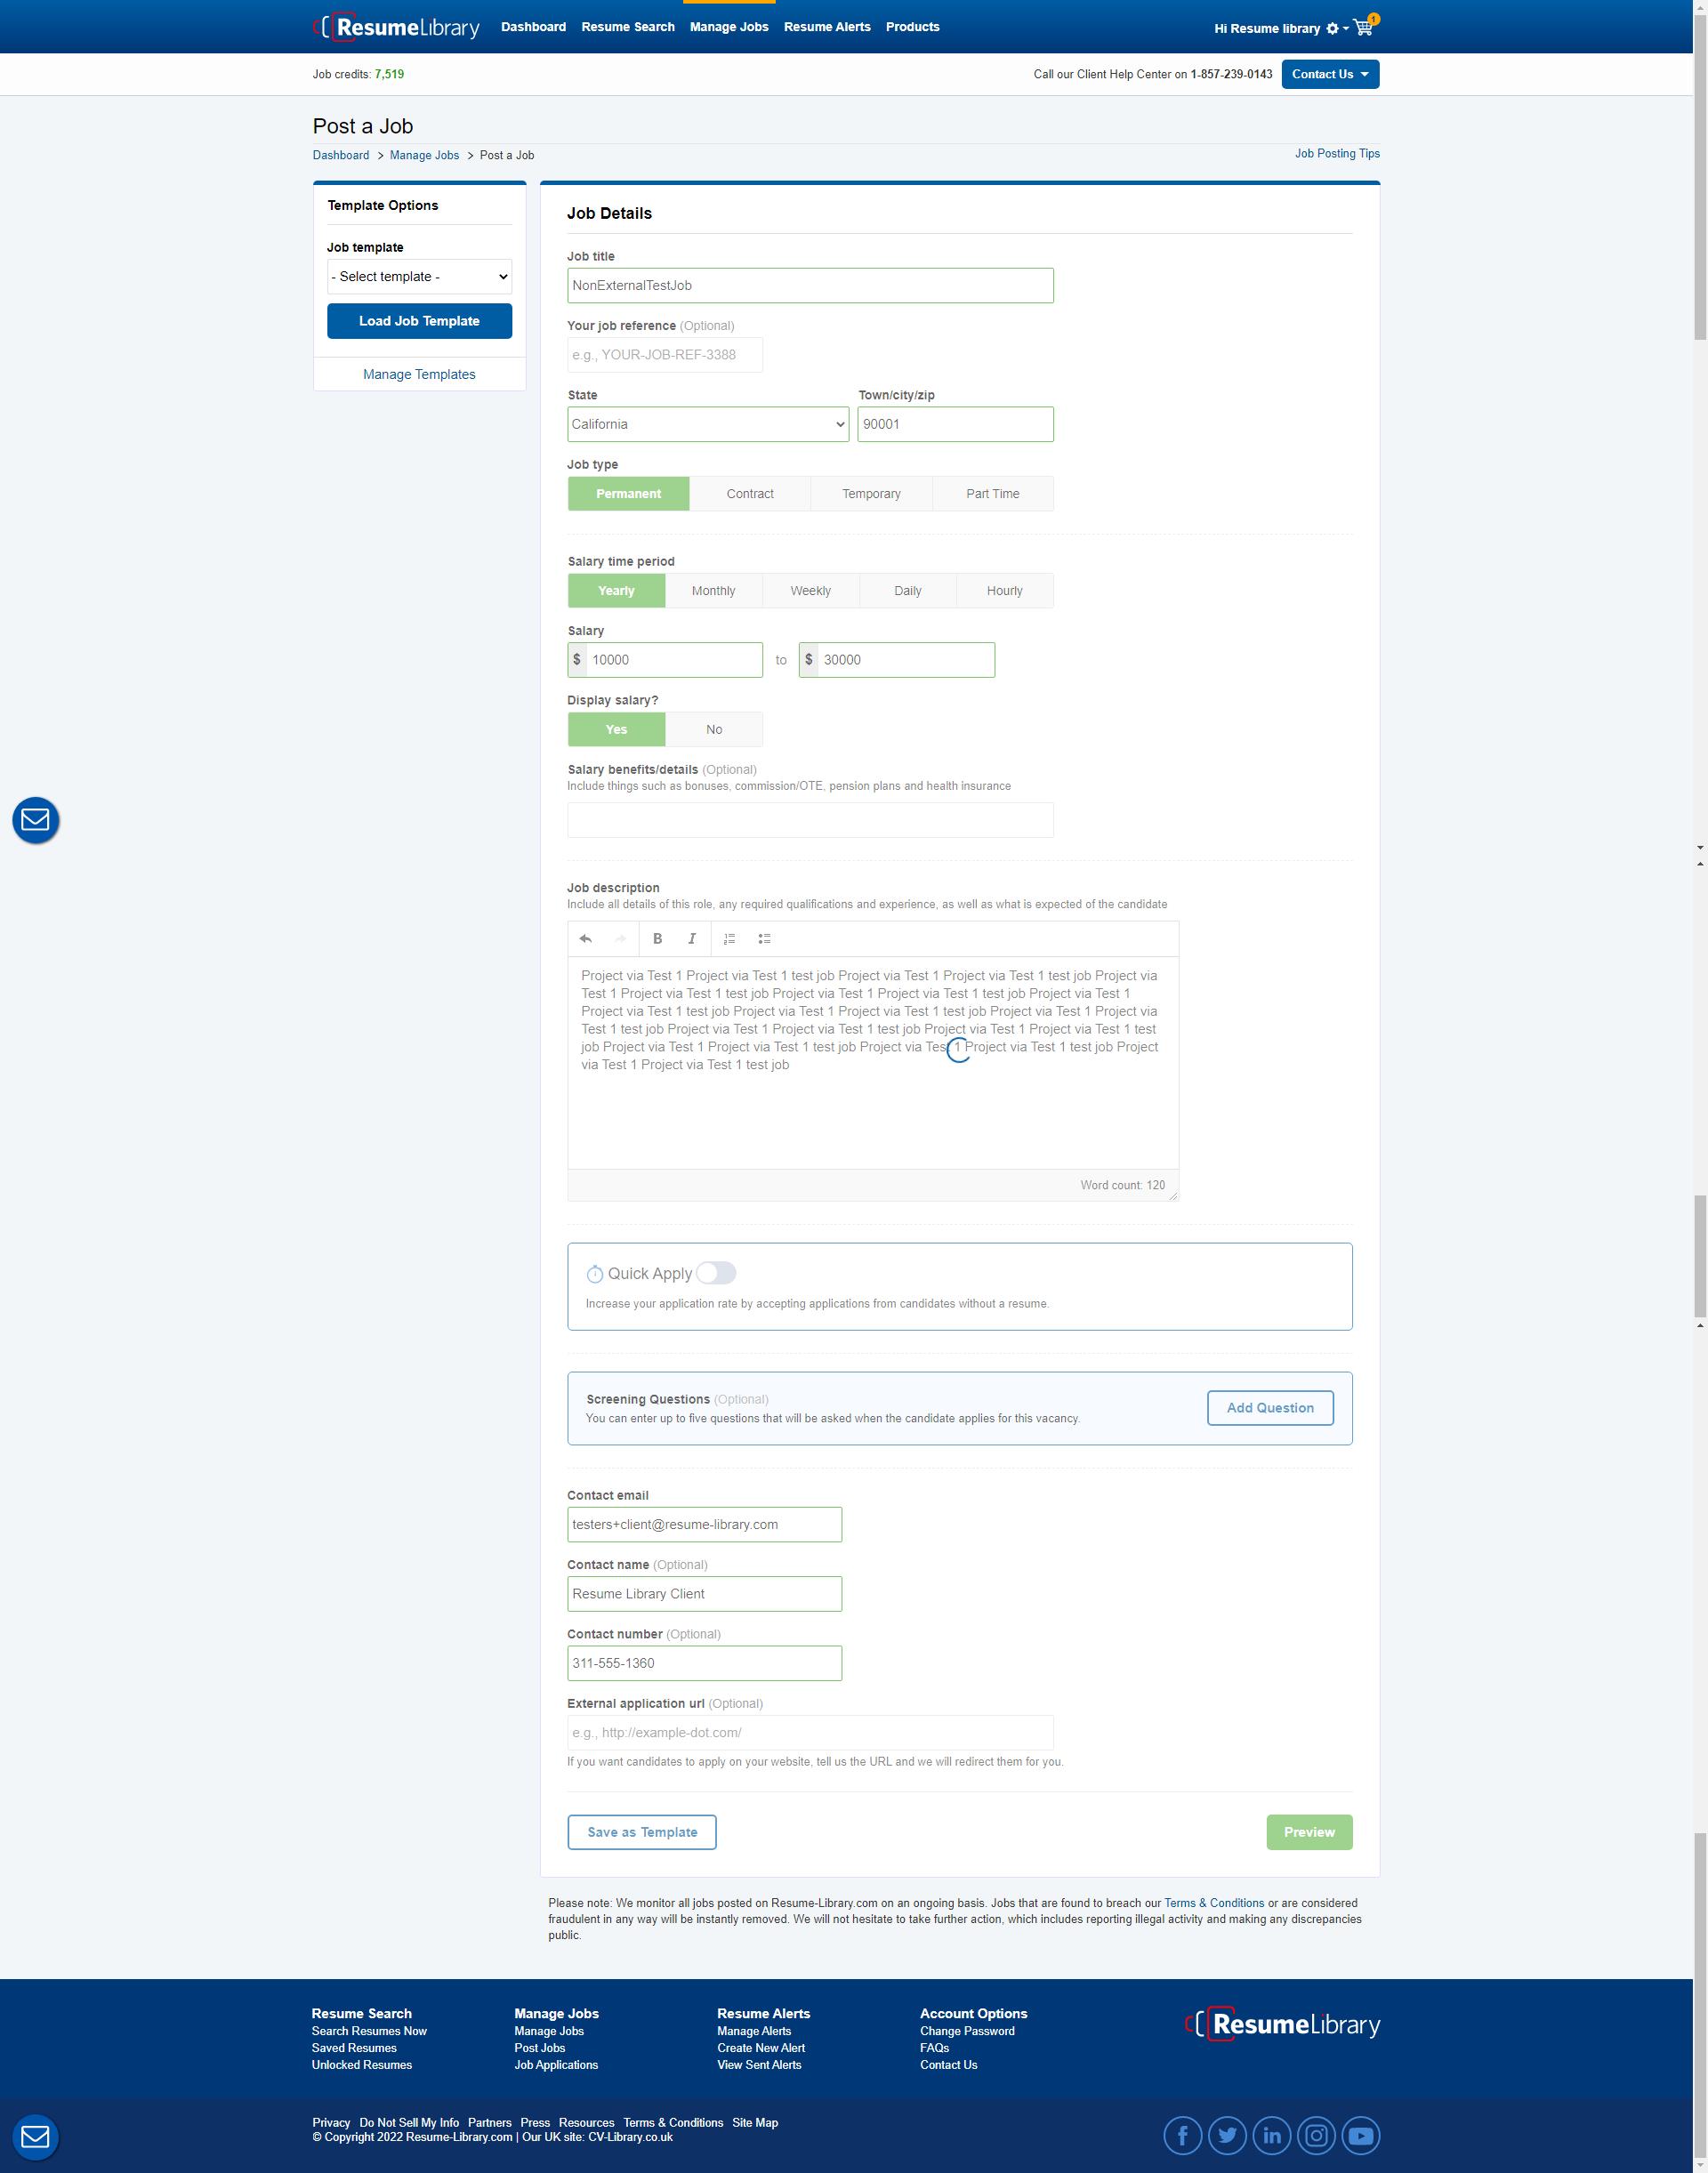 ResumeLibrary Dashboard Resume Search Manage Jobs Resume Alerts Products Hi Resume library 1
Job credits: 7,519 Call our Client Help Center on 1-857-239-0143 Contact Us
Post a Job
Dashboard > Manage Jobs > Post a Job Job Posting Tips
Template Options
Job template
- Select template -
Load Job Template
Manage Templates
Job Details
Job title
NonExternalTestJob
Your job reference (Optional)
e.g., YOUR-JOB-REF-3388
State Town/city/zip
California 90001
Job type
Permanent Contract Temporary Part Time
Salary time period
Yearly Monthly Weekly Daily Hourly
Salary
$ 10000 to $ 30000
Display salary?
Yes No
Salary benefits/details (Optional)
Include things such as bonuses, commission/OTE, pension plans and health insurance
Job description
Include all details of this role, any required qualifications and experience, as well as what is expected of the candidate
B I
Project via Test 1 Project via Test 1 test job Project via Test 1 Project via Test 1 test job Project via
Test 1 Project via Test 1 test job Project via Test 1 Project via Test 1 test job Project via Test 1
Project via Test 1 test job Project via Test 1 Project via Test 1 test job Project via Test 1 Project via
Test 1 test job Project via Test 1 Project via Test 1 test job Project via Test 1 Project via Test 1 test
job Project via Test 1 Project via Test 1 test job Project via Test 1 Project via Test 1 test job Project
via Test 1 Project via Test 1 test job
Word count: 120
Quick Apply
Increase your application rate by accepting applications from candidates without a resume.
Screening Questions (Optional)
You can enter up to five questions that will be asked when the candidate applies for this vacancy.
Add Question
Contact email
testers+client@resume-library.com
Contact name (Optional)
Resume Library Client
Contact number (Optional)
311-555-1360
External application url (Optional)
e.g., http://example-dot.com/
If you want candidates to apply on your website, tell us the URL and we will redirect them for you.
Save as Template Preview
Please note: We monitor all jobs posted on Resume-Library.com on an ongoing basis. Jobs that are found to breach our Terms & Conditions or are considered
fraudulent in any way will be instantly removed. We will not hesitate to take further action, which includes reporting illegal activity and making any discrepancies
public.
Resume Search Manage Jobs Resume Alerts Account Options
Search Resumes Now Manage Jobs Manage Alerts Change Password
Saved Resumes Post Jobs Create New Alert FAQs
Unlocked Resumes Job Applications View Sent Alerts Contact Us
ResumeLibrary
Privacy Do Not Sell My Info Partners Press Resources Terms & Conditions Site Map
© Copyright 2022 Resume-Library.com | Our UK site: CV-Library.co.uk